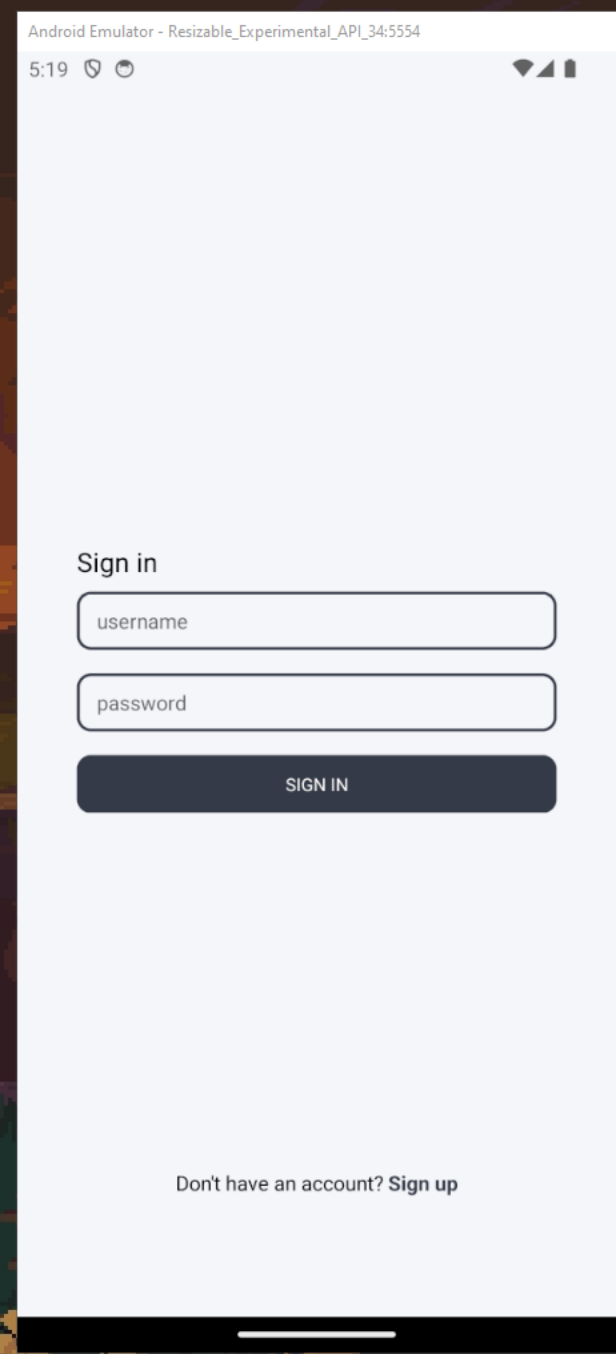 Android Emulator - Resizable_Experimental_API_34:5554
5:19
Sign in
username
password
SIGN IN
Don't have an account? Sign up